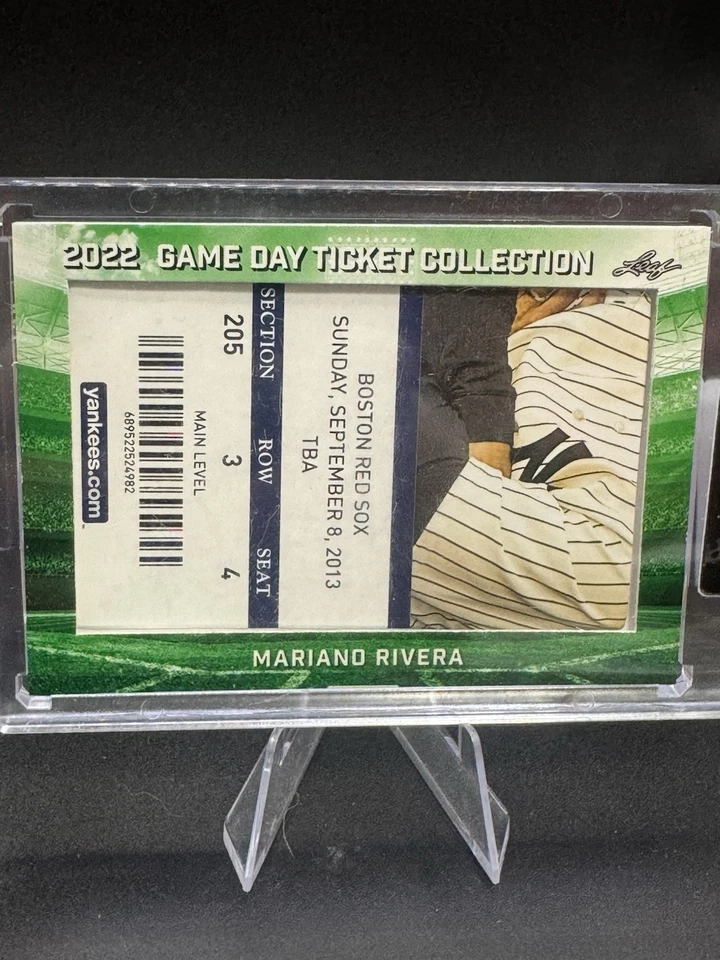 2022 GAME DAY TICKET COLLECTION
Leaf
BOSTON RED SOX
SUNDAY, SEPTEMBER 8, 2013
TBA
SECTION ROW SEAT
205 3 4
MAIN LEVEL
689522524982
yankees.com
NY
MARIANO RIVERA